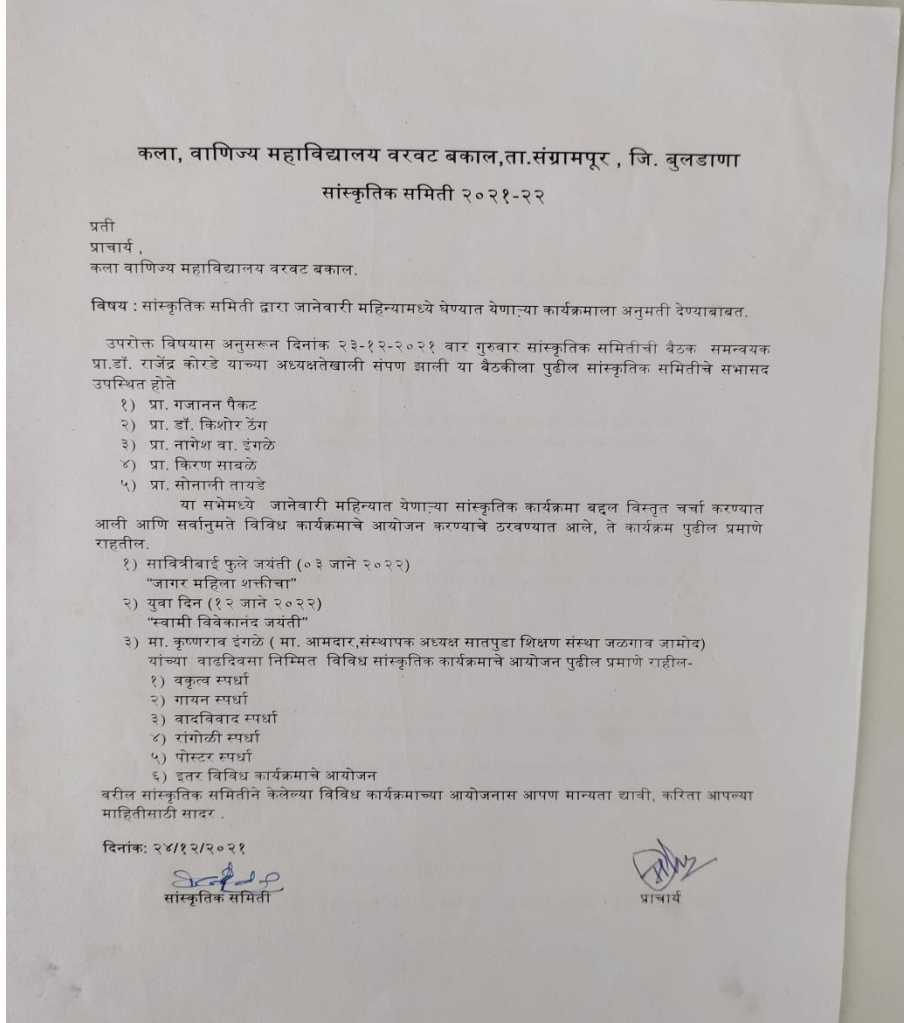 कला, वाणिज्य महाविद्यालय वरवट बकाल,ता.संग्रामपूर , जि. बुलडाणा
सांस्कृतिक समिती २०२१-२२
प्रती
प्राचार्य ,
कला वाणिज्य महाविद्यालय वरवट बकाल.
विषय : सांस्कृतिक समिती द्वारा जानेवारी महिन्यामध्ये घेण्यात येणाऱ्या कार्यक्रमाला अनुमती देण्याबाबत.
उपरोक्त विषयास अनुसरून दिनांक २३-१२-२०२१ वार गुरुवार सांस्कृतिक समितीची बैठक समन्वयक
प्रा.डॉ. राजेंद्र कोरडे याच्या अध्यक्षतेखाली संपण झाली या बैठकीला पुढील सांस्कृतिक समितीचे सभासद
उपस्थित होते
१) प्रा. गजानन पैकट
२) प्रा. डॉ. किशोर ठेंग
३) प्रा. नागेश वा. इंगळे
४) प्रा. किरण साबळे
५) प्रा. सोनाली तायडे
या सभेमध्ये जानेवारी महिन्यात येणाऱ्या सांस्कृतिक कार्यक्रमा बद्दल विस्तृत चर्चा करण्यात
आली आणि सर्वानुमते विविध कार्यक्रमाचे आयोजन करण्याचे ठरवण्यात आले, ते कार्यक्रम पुढील प्रमाणे
राहतील.
१) सावित्रीबाई फुले जयंती (०३ जाने २०२२)
“जागर महिला शक्तीचा”
२) युवा दिन (१२ जाने २०२२)
“स्वामी विवेकानंद जयंती”
३) मा. कृष्णराव इंगळे ( मा. आमदार,संस्थापक अध्यक्ष सातपुडा शिक्षण संस्था जळगाव जामोद)
यांच्या वाढदिवसा निम्मित विविध सांस्कृतिक कार्यक्रमाचे आयोजन पुढील प्रमाणे राहील-
१) वकृत्व स्पर्धा
२) गायन स्पर्धा
३) वादविवाद स्पर्धा
४) रांगोळी स्पर्धा
५) पोस्टर स्पर्धा
६) इतर विविध कार्यक्रमाचे आयोजन
वरील सांस्कृतिक समितीने केलेल्या विविध कार्यक्रमाच्या आयोजनास आपण मान्यता द्यावी, करिता आपल्या
माहितीसाठी सादर .
दिनांक: २४/१२/२०२१
सांस्कृतिक समिती
प्राचार्य